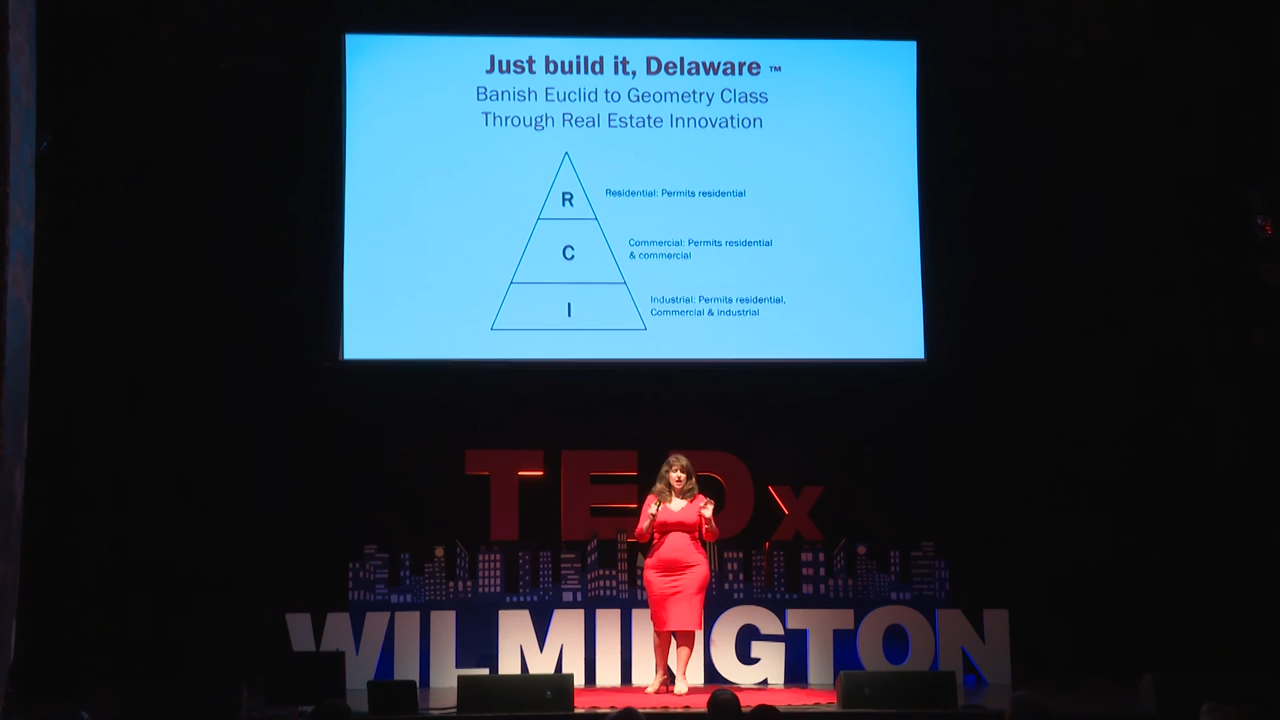 Just build it, Delaware ™
Banish Euclid to Geometry Class
Through Real Estate Innovation
R
Residential: Permits residential
C
Commercial: Permits residential
& commercial
I
Industrial: Permits residential,
Commercial & industrial
TEDx
WILMINGTON